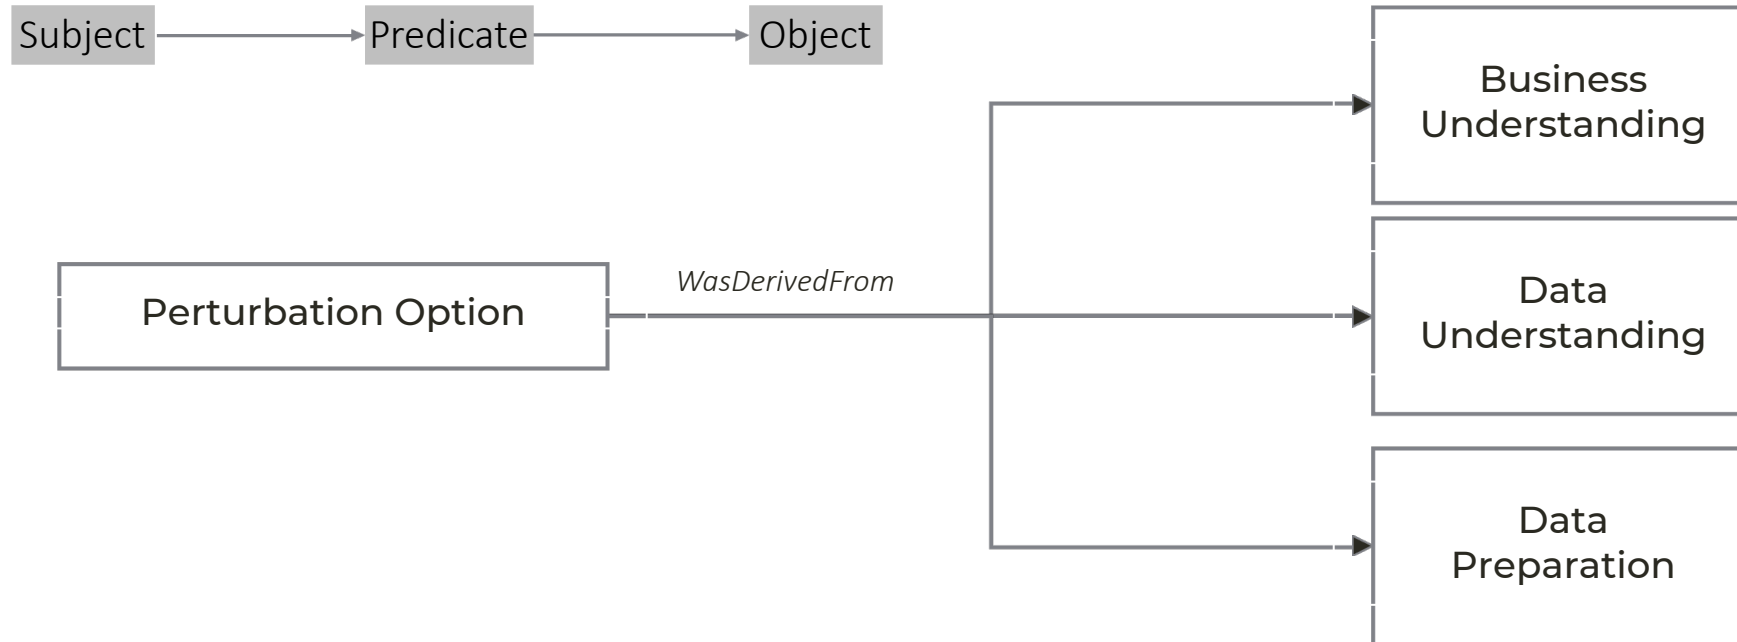 Subject
Predicate
Object
Business
Understanding
WasDerivedFrom
Perturbation Option
Data
Understanding
Data
Preparation